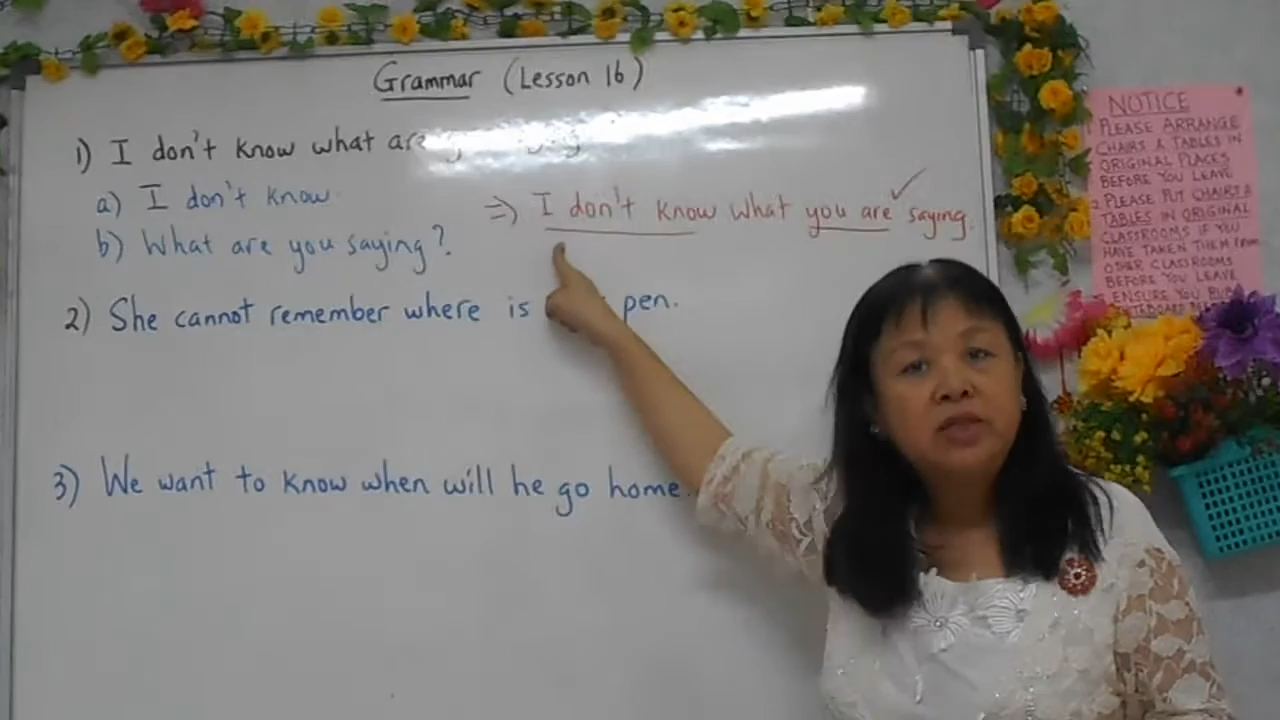 Grammar (Lesson 16)
1) I don't know what are
a) I don't know.
b) What are you saying?
=> I don't know what you are saying.
2) She cannot remember where is pen.
3) We want to know when will he go home.
NOTICE
1. PLEASE ARRANGE
CHAIRS & TABLES IN
ORIGINAL PLACES
BEFORE YOU LEAVE
2. PLEASE PUT CHAIRS &
TABLES IN ORIGINAL
CLASSROOMS IF YOU
HAVE TAKEN THEM FROM
OTHER CLASSROOMS
BEFORE YOU LEAVE
ENSURE YOU RUB